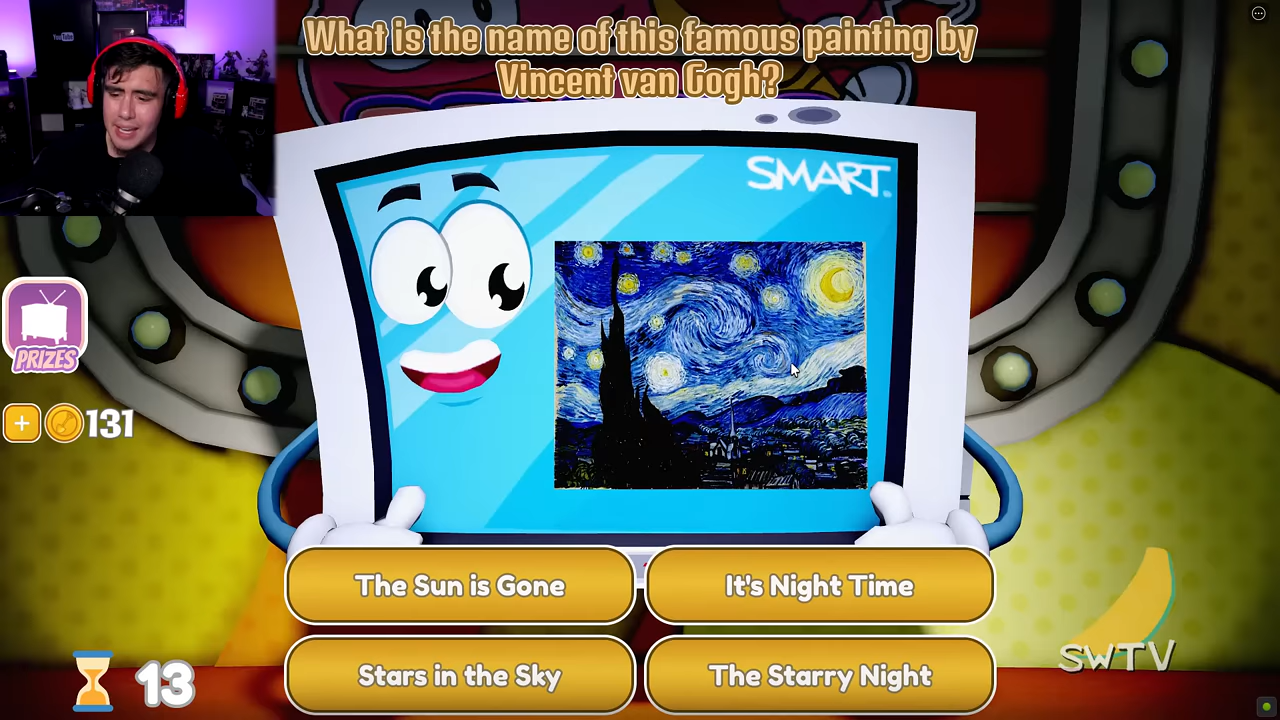 What is the name of this famous painting by
Vincent van Gogh?
SMART
PRIZES
131
The Sun is Gone
It's Night Time
Stars in the Sky
The Starry Night
13
SWTV